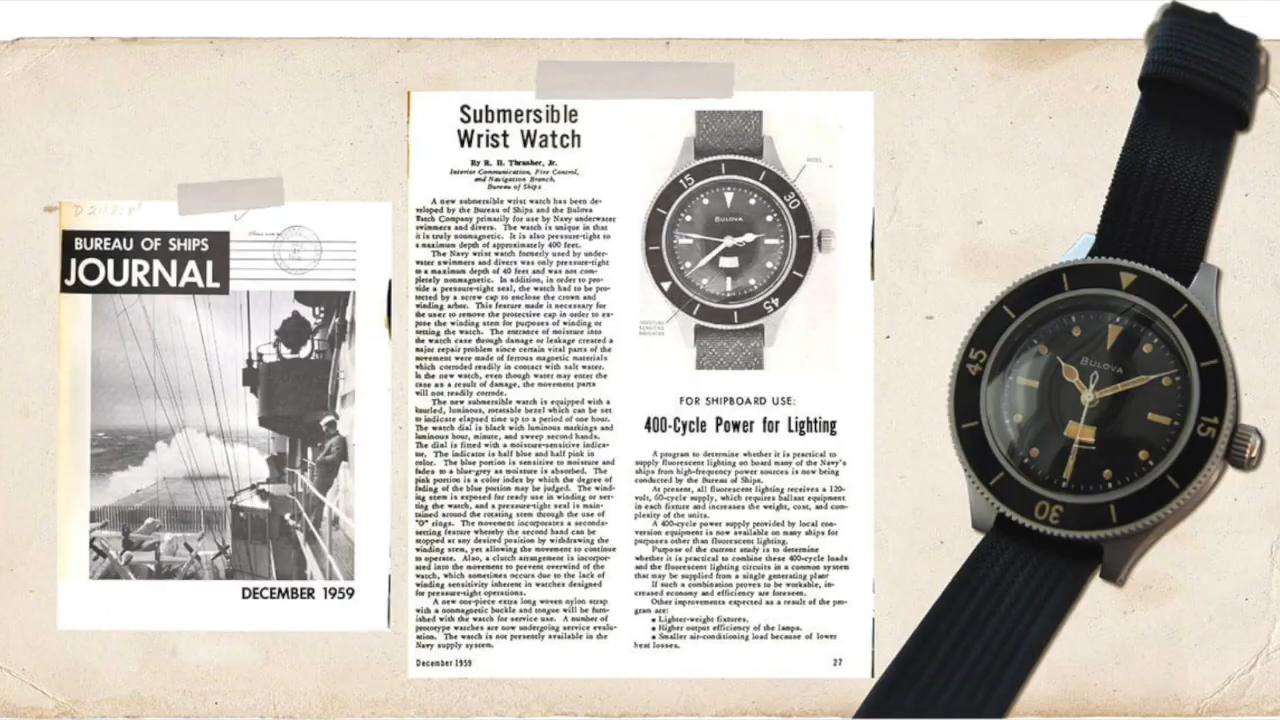 D 211.8:
BUREAU OF SHIPS
JOURNAL
DECEMBER 1959
Submersible
Wrist Watch
By R. H. Thrasher, Jr.
Interior Communication, Fire Control,
and Navigation Branch,
Bureau of Ships
A new submersible wrist watch has been de-
veloped by the Bureau of Ships and the Bulova
Watch Company primarily for use by Navy underwater
swimmers and divers. The watch is unique in that
it is truly nonmagnetic. It is also pressure-tight to
a maximum depth of approximately 400 feet.
The Navy wrist watch formerly used by under-
water swimmers and divers was only pressure-tight
to a maximum depth of 40 feet and was not com-
pletely nonmagnetic. In addition, in order to pro-
vide a pressure-tight seal, the watch had to be pro-
tected by a screw cap to enclose the crown and
winding arbor. This feature made it necessary for
the user to remove the protective cap in order to ex-
pose the winding stem for purposes of winding or
setting the watch. The entrance of moisture into
the watch case through damage or leakage created a
major repair problem since certain vital parts of the
movement were made of ferrous magnetic materials
which corroded readily in contact with salt water.
In the new watch, even though water may enter the
case as a result of damage, the movement parts
will not readily corrode.
The new submersible watch is equipped with a
knurled, luminous, rotatable bezel which can be set
to indicate elapsed time up to a period of one hour.
The watch dial is black with luminous markings and
luminous hour, minute, and sweep second hands.
The dial is fitted with a moisture-sensitive indica-
tor. The indicator is half blue and half pink in
color. The blue portion is sensitive to moisture and
fades to a blue-grey as moisture is absorbed. The
pink portion is a color index by which the degree of
fading of the blue portion may be judged. The wind-
ing stem is exposed for ready use in winding or set-
ting the watch, and a pressure-tight seal is main-
tained around the rotating stem through the use of
"O" rings. The movement incorporates a seconds-
setting feature whereby the second hand can be
stopped at any desired position by withdrawing the
winding stem, yet allowing the movement to continue
to operate. Also, a clutch arrangement is incorpor-
ated into the movement to prevent overwind of the
watch, which sometimes occurs due to the lack of
winding sensitivity inherent in watches designed
for pressure-tight operations.
A new one-piece extra long woven nylon strap
with a nonmagnetic buckle and tongue will be furn-
ished with the watch for service use. A number of
prototype watches are now undergoing service evalu-
ation. The watch is not presently available in the
Navy supply system.
December 1959
BEZEL
15
30
45
BULOVA
MOISTURE
SENSITIVE
INDICATOR
FOR SHIPBOARD USE:
400-Cycle Power for Lighting
A program to determine whether it is practical to
supply fluorescent lighting on board many of the Navy's
ships from high-frequency power sources is now being
conducted by the Bureau of Ships.
At present, all fluorescent lighting receives a 120-
volt, 60-cycle supply, which requires ballast equipment
in each fixture and increases the weight, cost, and com-
plexity of the units.
A 400-cycle power supply provided by local con-
version equipment is now available on many ships for
purposes other than fluorescent lighting.
Purpose of the current study is to determine
whether it is practical to combine these 400-cycle loads
and the fluorescent lighting circuits in a common system
that may be supplied from a single generating plant
If such a combination proves to be workable, in-
creased economy and efficiency are foreseen.
Other improvements expected as a result of the pro-
gram are:
• Lighter-weight fixtures.
• Higher output efficiency of the lamps.
• Smaller air-conditioning load because of lower
heat losses.
27
BULOVA
45
15
30